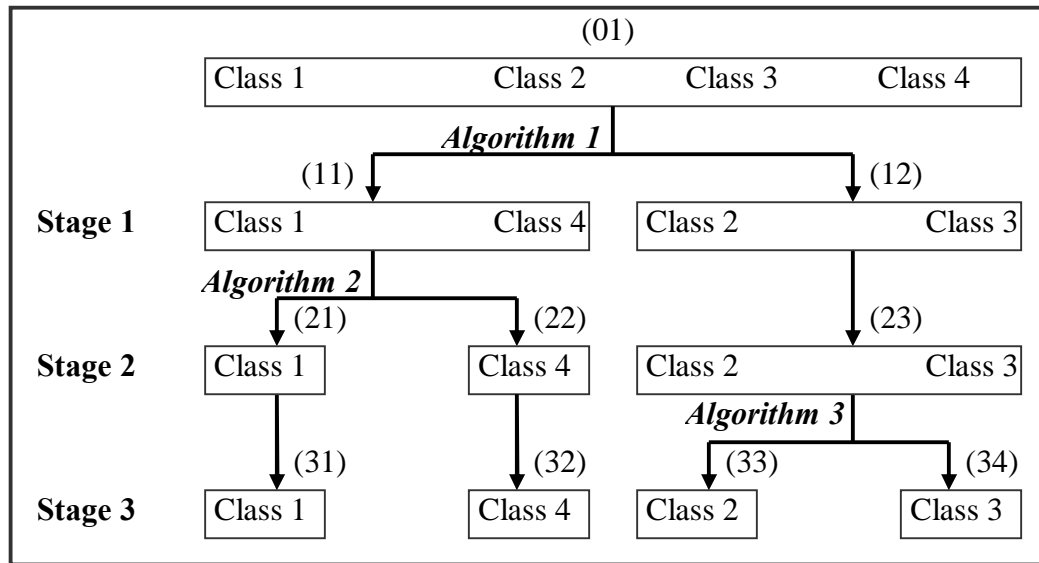 (01)
Class 1 Class 2 Class 3 Class 4
Algorithm 1
(11) (12)
Stage 1 Class 1 Class 4 Class 2 Class 3
Algorithm 2
(21) (22) (23)
Stage 2 Class 1 Class 4 Class 2 Class 3
Algorithm 3
(31) (32) (33) (34)
Stage 3 Class 1 Class 4 Class 2 Class 3